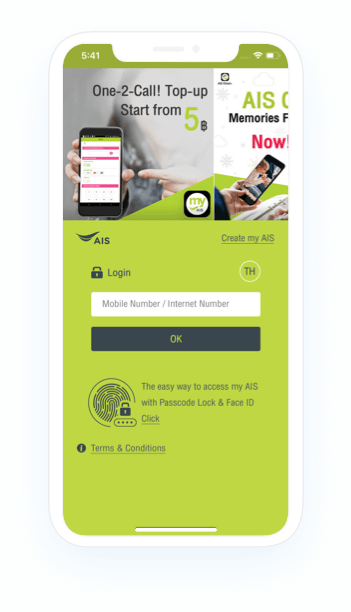 5:41
One-2-Call! Top-up
Start from 5฿
my
AIS
Memories F
Now!
AIS
Create my AIS
Login
TH
Mobile Number / Internet Number
OK
The easy way to access my AIS
with Passcode Lock & Face ID
Click
Terms & Conditions